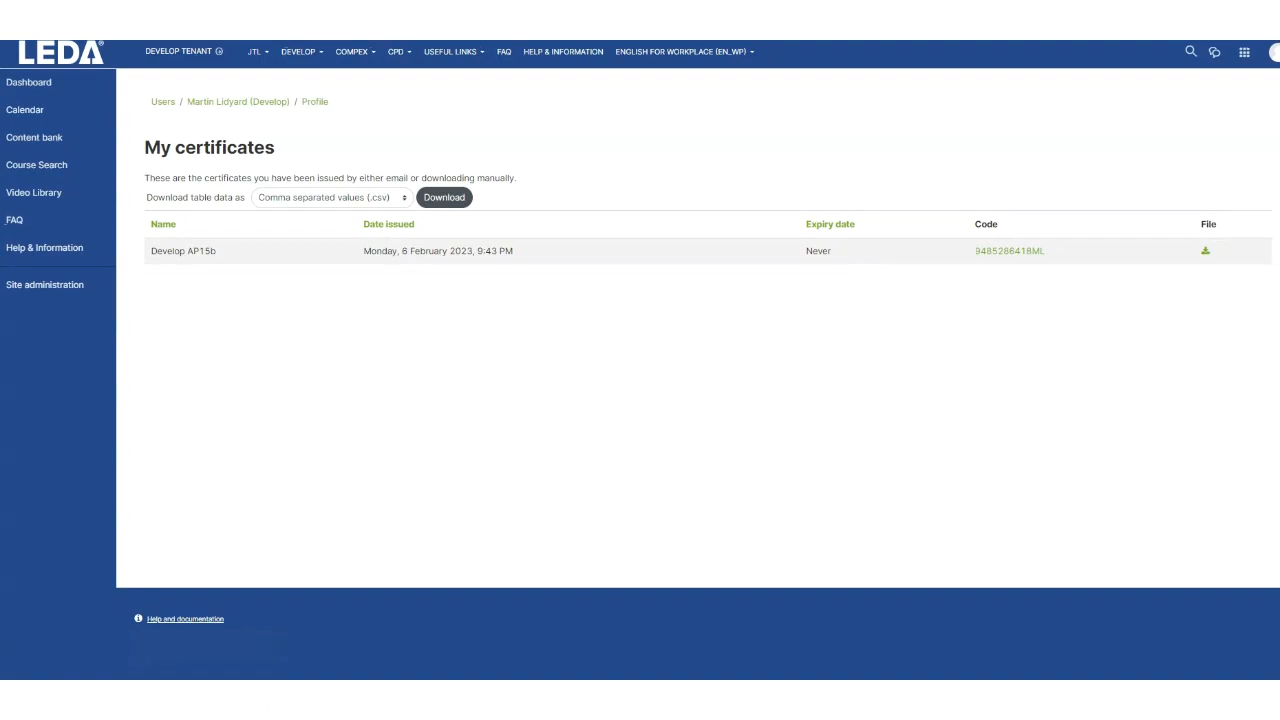 LEDA®
DEVELOP TENANT JTL DEVELOP COMPEX CPD USEFUL LINKS FAQ HELP & INFORMATION ENGLISH FOR WORKPLACE (EN_WP)
Dashboard
Calendar
Content bank
Course Search
Video Library
FAQ
Help & Information
Site administration
Users / Martin Lidyard (Develop) / Profile
My certificates
These are the certificates you have been issued by either email or downloading manually.
Download table data as Comma separated values (.csv) Download
Name Date issued Expiry date Code File
Develop AP15b Monday, 6 February 2023, 9:43 PM Never 9485286418ML
Help and documentation